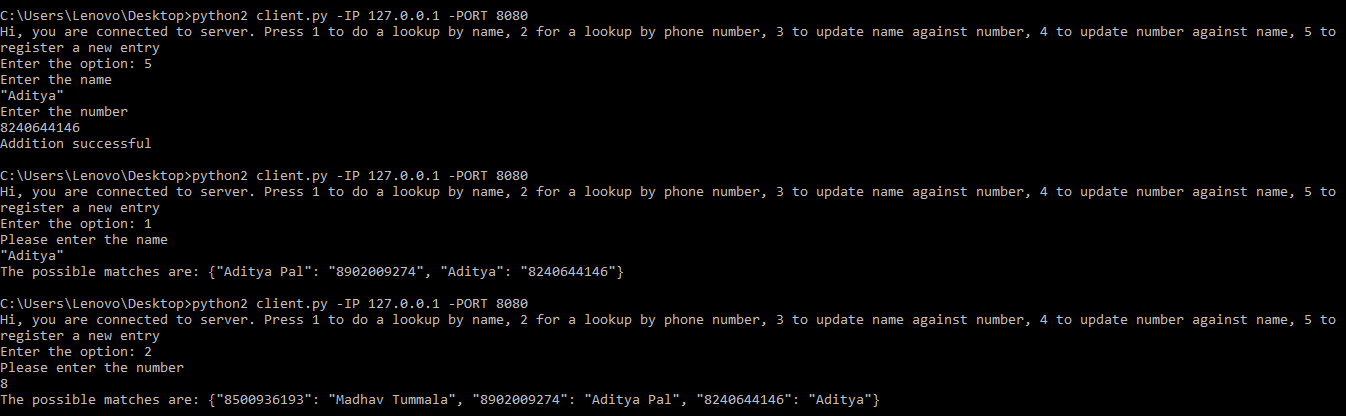 C:\Users\Lenovo\Desktop>python2 client.py -IP 127.0.0.1 -PORT 8080
Hi, you are connected to server. Press 1 to do a lookup by name, 2 for a lookup by phone number, 3 to update name against number, 4 to update number against name, 5 to
register a new entry
Enter the option: 5
Enter the name
"Aditya"
Enter the number
8240644146
Addition successful
C:\Users\Lenovo\Desktop>python2 client.py -IP 127.0.0.1 -PORT 8080
Hi, you are connected to server. Press 1 to do a lookup by name, 2 for a lookup by phone number, 3 to update name against number, 4 to update number against name, 5 to
register a new entry
Enter the option: 1
Please enter the name
"Aditya"
The possible matches are: {"Aditya Pal": "8902009274", "Aditya": "8240644146"}
C:\Users\Lenovo\Desktop>python2 client.py -IP 127.0.0.1 -PORT 8080
Hi, you are connected to server. Press 1 to do a lookup by name, 2 for a lookup by phone number, 3 to update name against number, 4 to update number against name, 5 to
register a new entry
Enter the option: 2
Please enter the number
8
The possible matches are: {"8500936193": "Madhav Tummala", "8902009274": "Aditya Pal", "8240644146": "Aditya"}